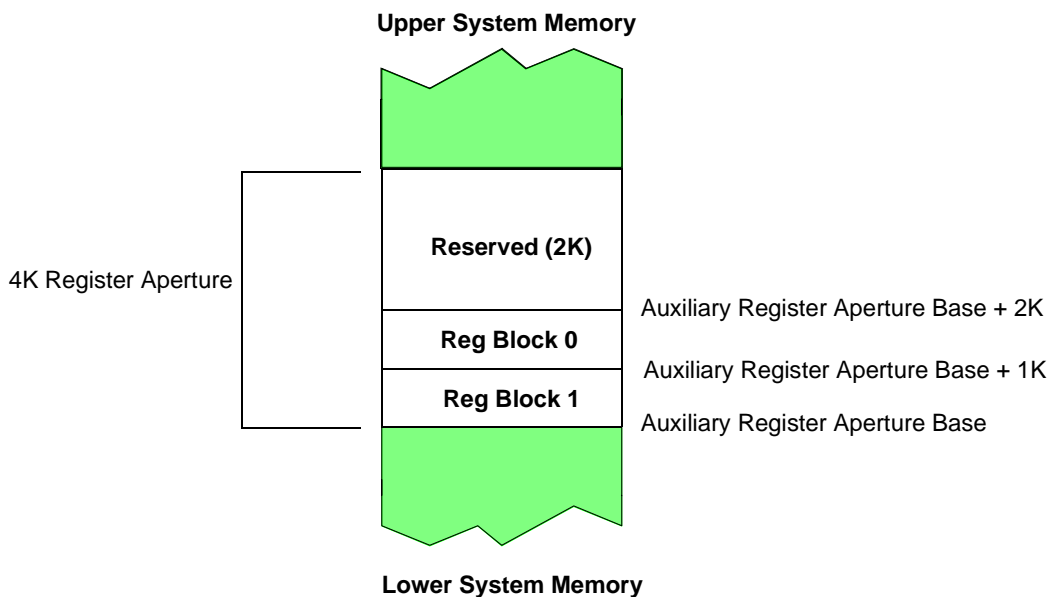 Upper System Memory
Reserved (2K)
4K Register Aperture
Auxiliary Register Aperture Base + 2K
Reg Block 0
Auxiliary Register Aperture Base + 1K
Reg Block 1
Auxiliary Register Aperture Base
Lower System Memory